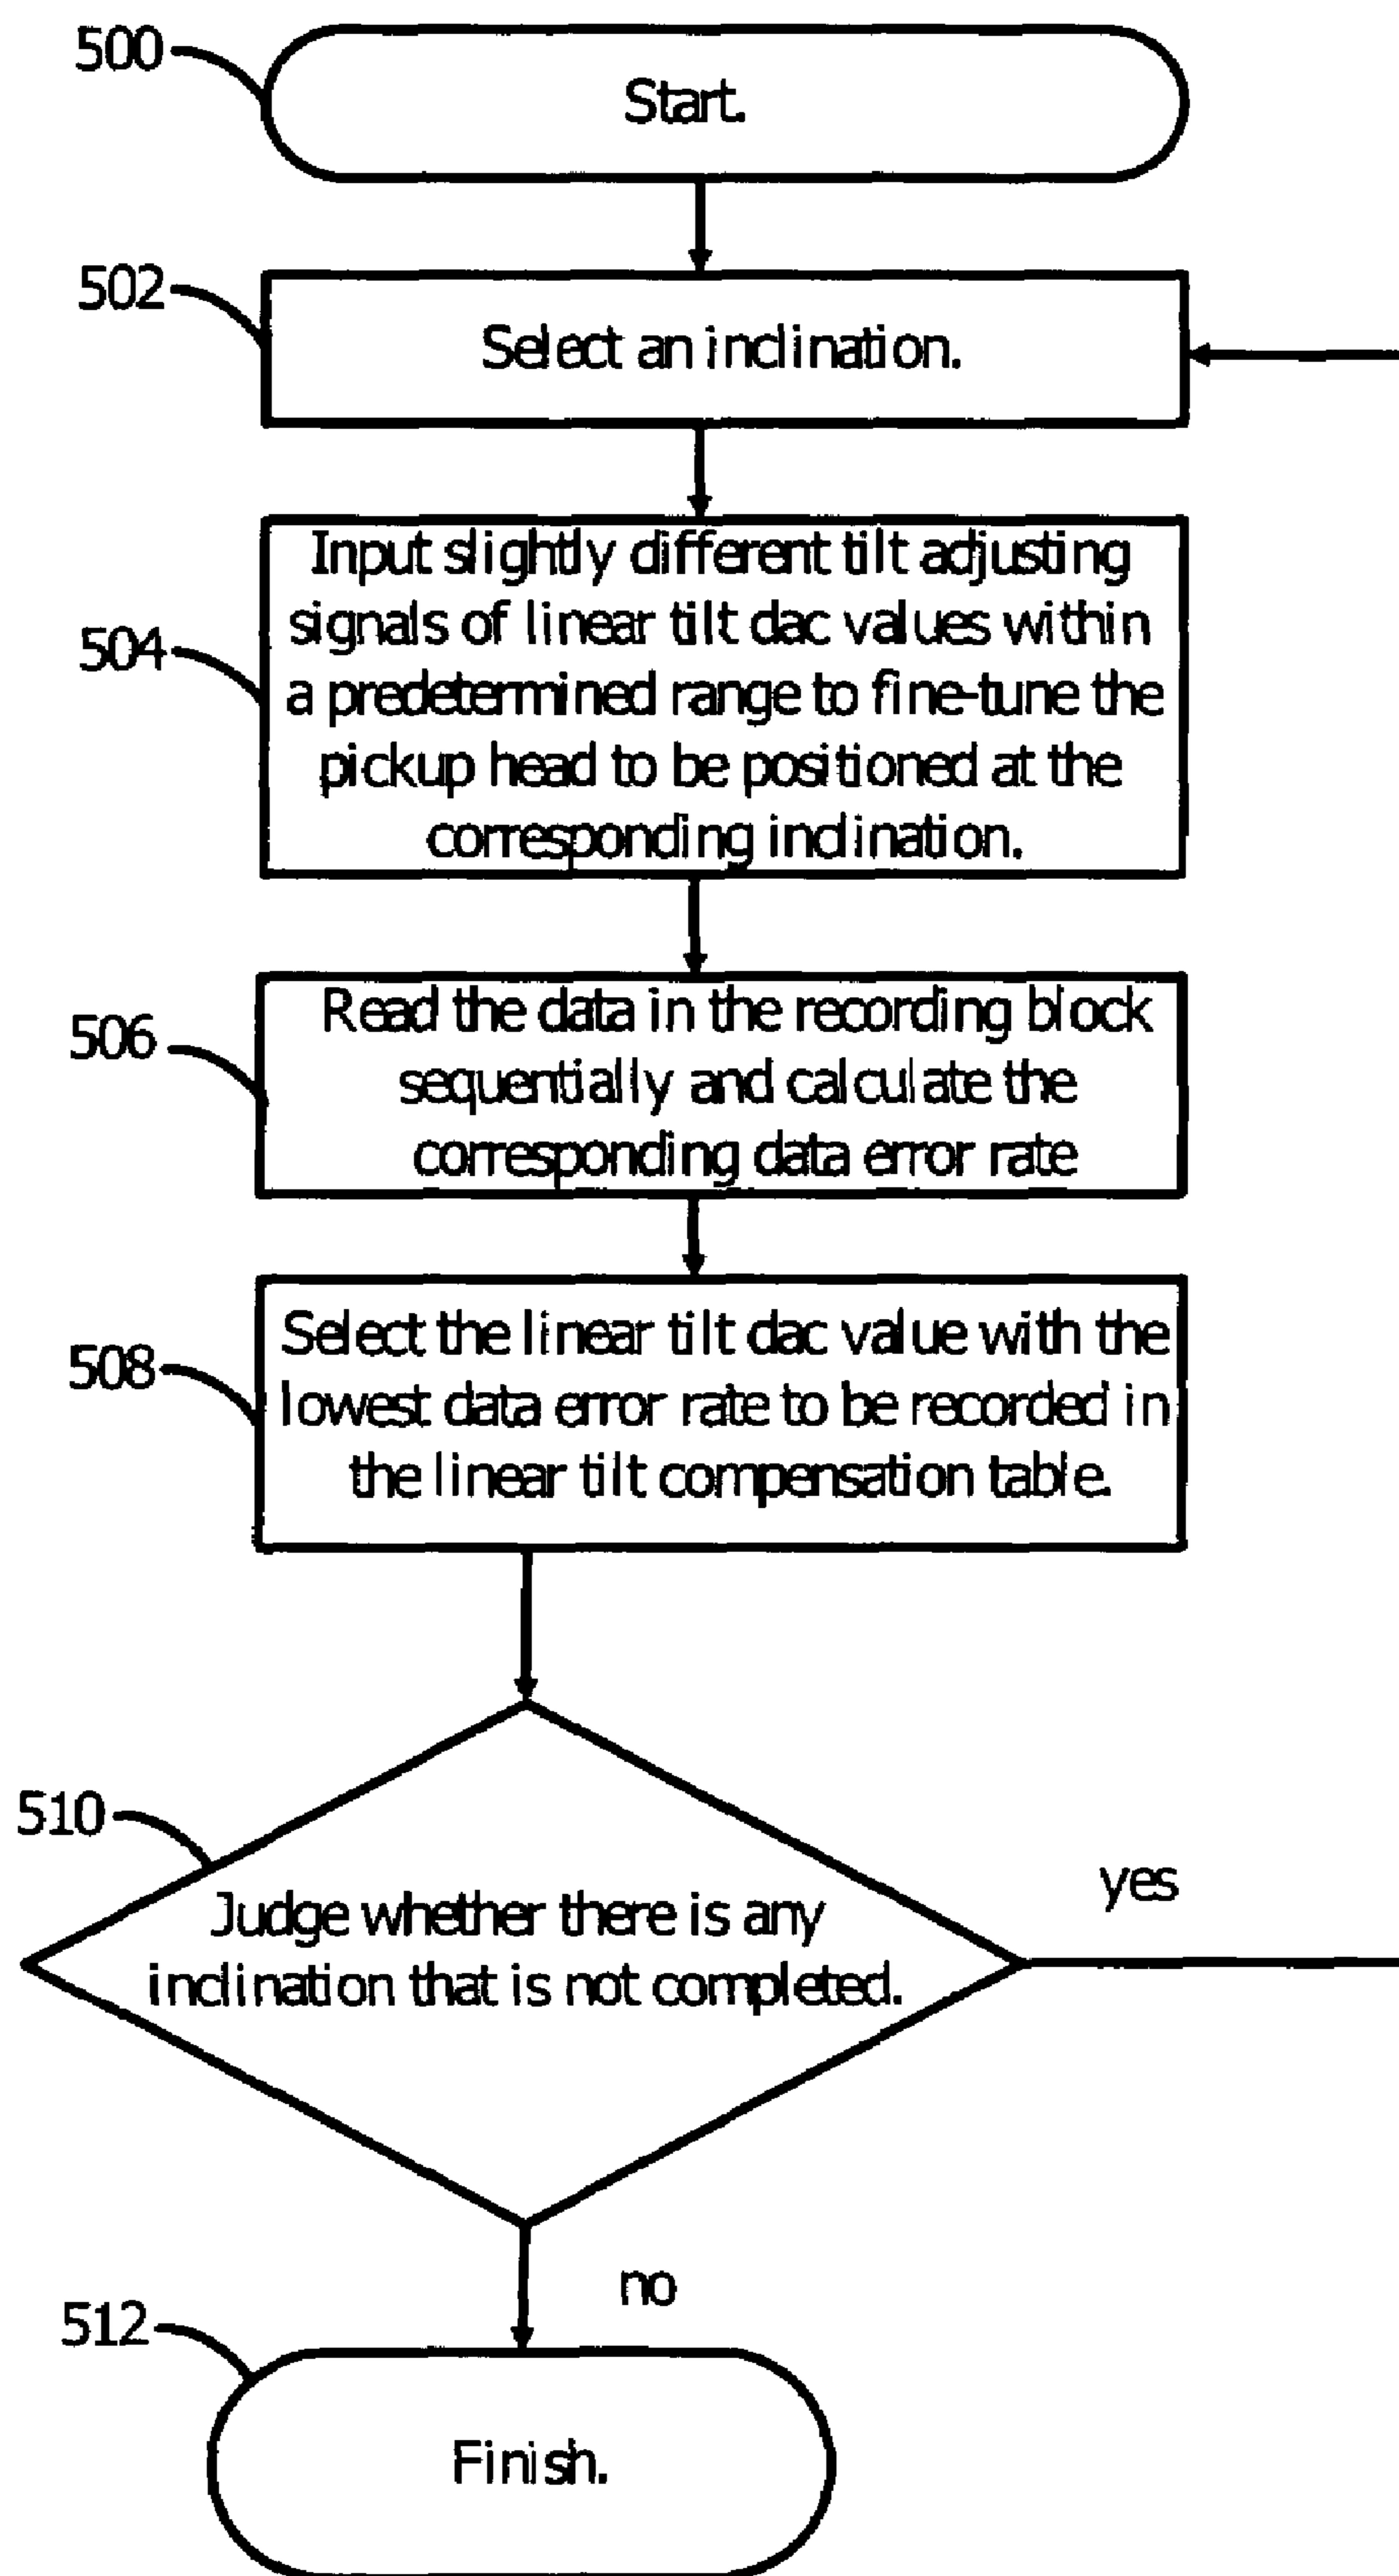 500
Start.
502
Select an inclination.
504
Input slightly different tilt adjusting
signals of linear tilt dac values within
a predetermined range to fine-tune the
pickup head to be positioned at the
corresponding inclination.
506
Read the data in the recording block
sequentially and calculate the
corresponding data error rate
508
Select the linear tilt dac value with the
lowest data error rate to be recorded in
the linear tilt compensation table.
510
Judge whether there is any
inclination that is not completed.
yes
no
512
Finish.